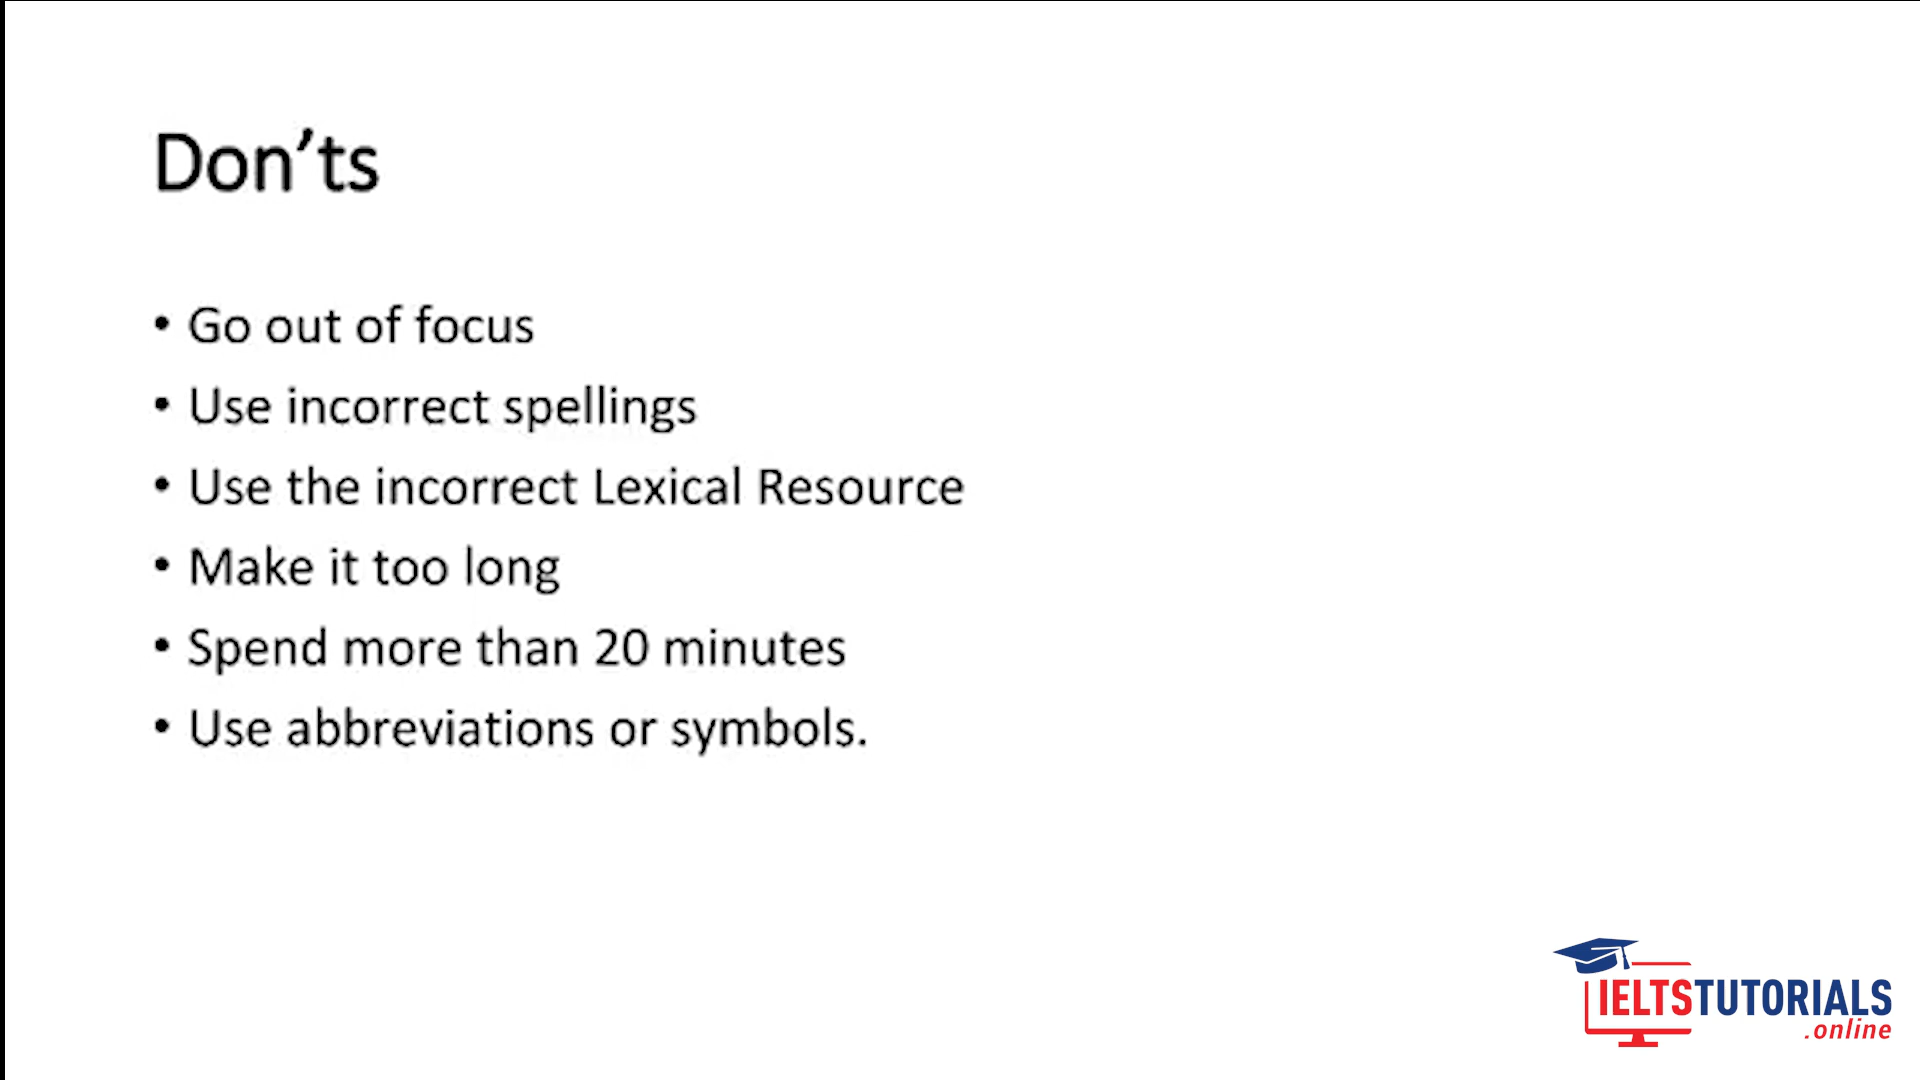 Don’ts
• Go out of focus
• Use incorrect spellings
• Use the incorrect Lexical Resource
• Make it too long
• Spend more than 20 minutes
• Use abbreviations or symbols.
IELTSTUTORIALS
.online